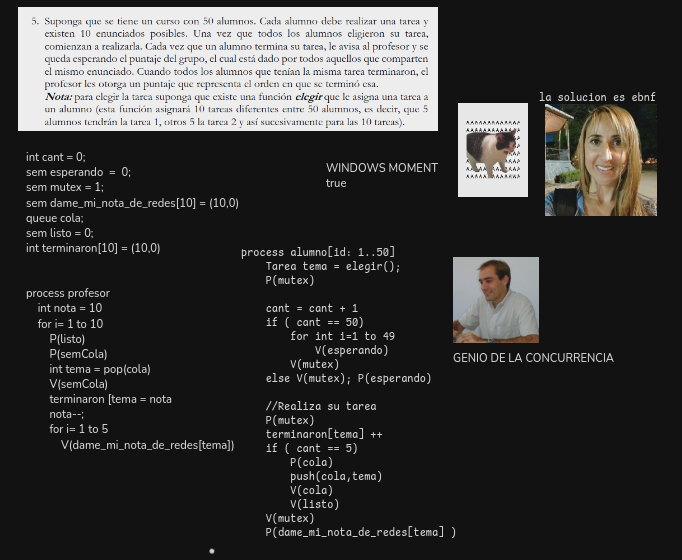 5. Suponga que se tiene un curso con 50 alumnos. Cada alumno debe realizar una tarea y
existen 10 enunciados posibles. Una vez que todos los alumnos eligieron su tarea,
comienzan a realizarla. Cada vez que un alumno termina su tarea, le avisa al profesor y se
queda esperando el puntaje del grupo, el cual está dado por todos aquellos que comparten
el mismo enunciado. Cuando todos los alumnos que tenían la misma tarea terminaron, el
profesor les otorga un puntaje que representa el orden en que se terminó esa.
Nota: para elegir la tarea suponga que existe una función elegir que le asigna una tarea a
un alumno (esta función asignará 10 tareas diferentes entre 50 alumnos, es decir, que 5
alumnos tendrán la tarea 1, otros 5 la tarea 2 y así sucesivamente para las 10 tareas).
la solucion es ebnf
WINDOWS MOMENT
true
int cant = 0;
sem esperando = 0;
sem mutex = 1;
sem dame_mi_nota_de_redes[10] = (10,0)
queue cola;
sem listo = 0;
int terminaron[10] = (10,0)
process profesor
int nota = 10
for i= 1 to 10
P(listo)
P(semCola)
int tema = pop(cola)
V(semCola)
terminaron [tema = nota
nota--;
for i= 1 to 5
V(dame_mi_nota_de_redes[tema])
process alumno[id: 1..50]
Tarea tema = elegir();
P(mutex)
cant = cant + 1
if ( cant == 50)
for int i=1 to 49
V(esperando)
V(mutex)
else V(mutex); P(esperando)
//Realiza su tarea
P(mutex)
terminaron[tema] ++
if ( cant == 5)
P(cola)
push(cola,tema)
V(cola)
V(listo)
V(mutex)
P(dame_mi_nota_de_redes[tema] )
GENIO DE LA CONCURRENCIA